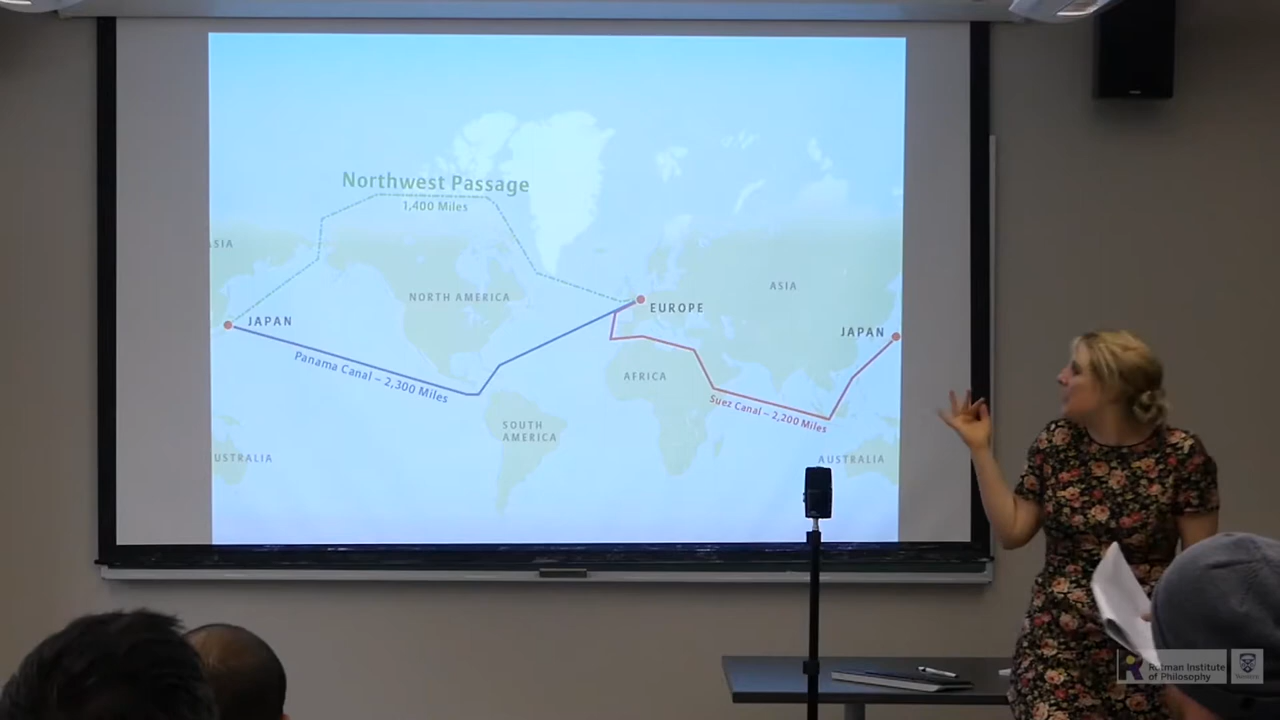 Northwest Passage
1,400 Miles
ASIA
NORTH AMERICA
ASIA
JAPAN
EUROPE
JAPAN
Panama Canal – 2,300 Miles
AFRICA
Suez Canal – 2,200 Miles
SOUTH
AMERICA
USTRALIA
AUSTRALIA
Rotman Institute
of Philosophy